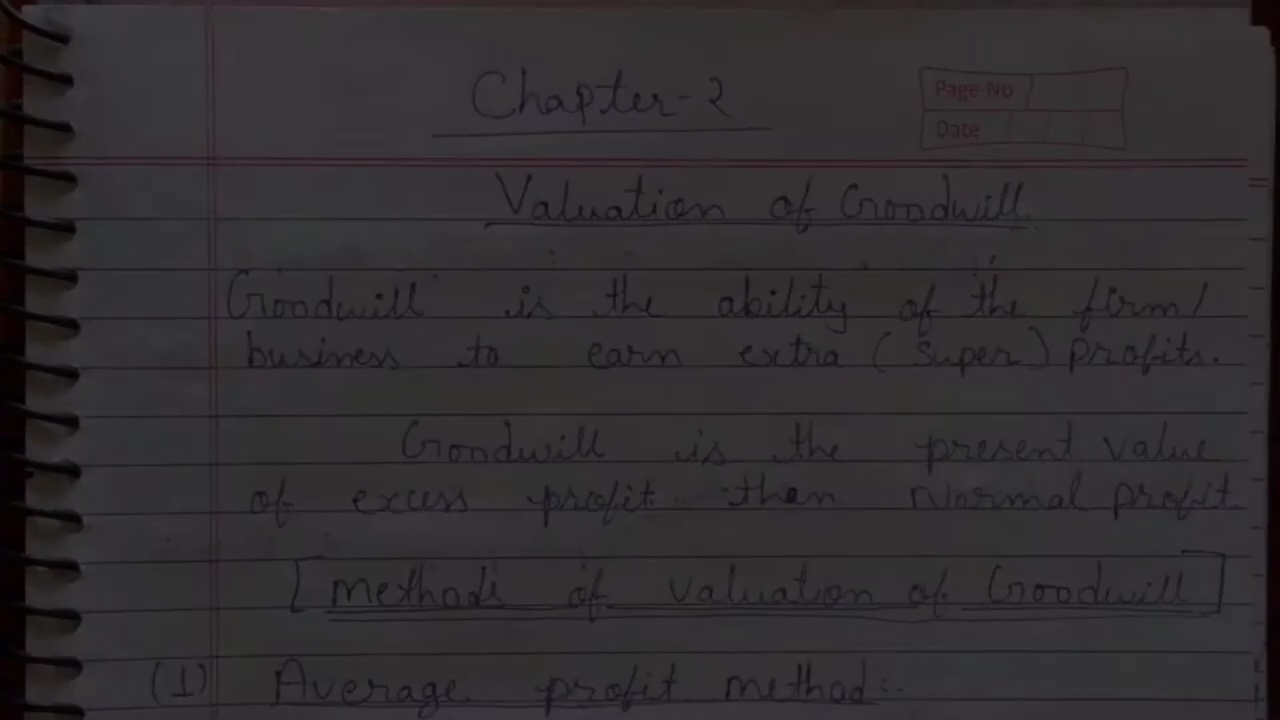 Chapter-2
Page No
Date
Valuation of Goodwill
Goodwill is the ability of the firm/
business to earn extra (Super) profits.
Goodwill is the present value
of excess profit than Normal profit
[methods of valuation of Goodwill]
(1) Average profit method:-